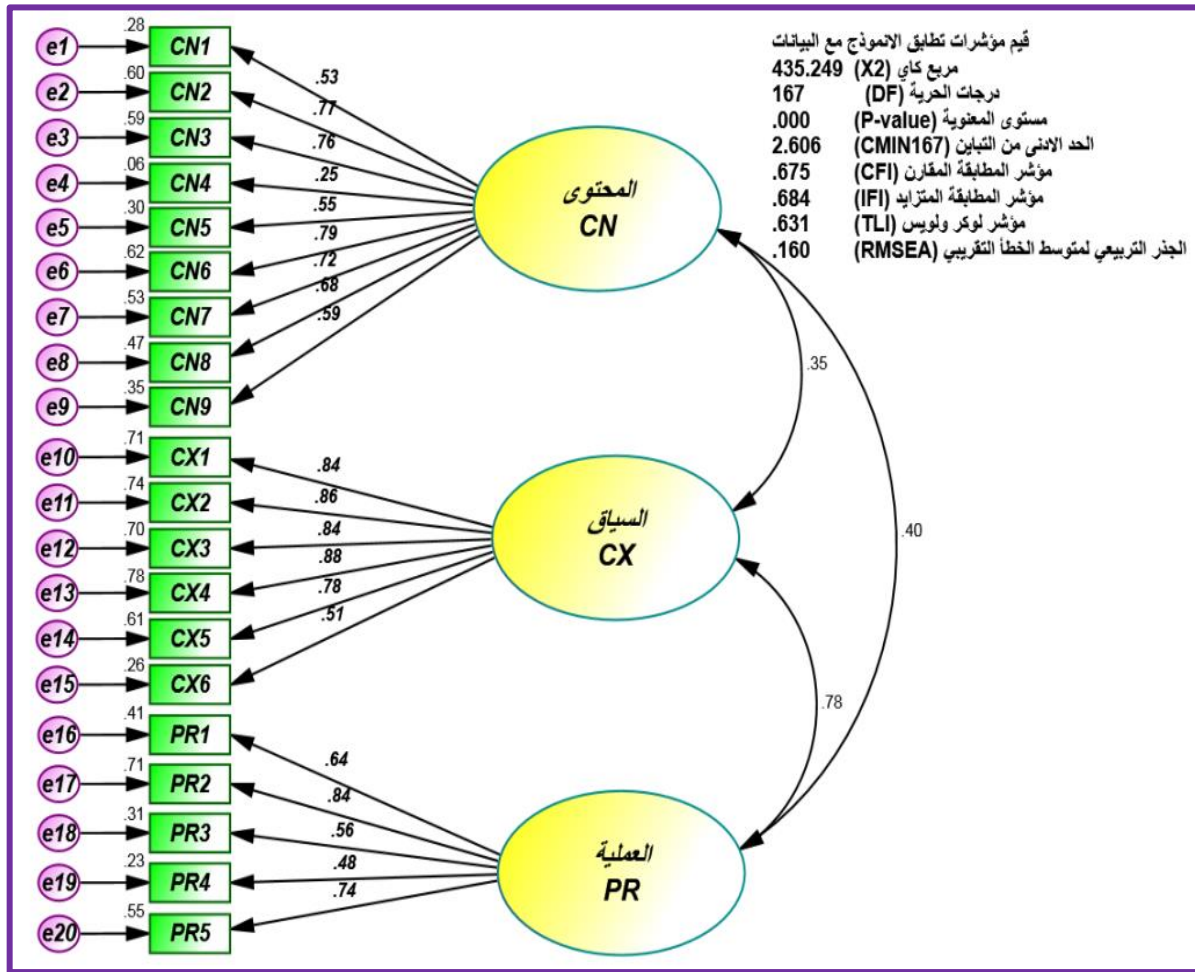 قيم مؤشرات تطابق الانموذج مع البيانات
مربع كاي (X2) 435.249
درجات الحرية (DF) 167
مستوى المعنوية (P-value) .000
الحد الادنى من التباين (CMIN167) 2.606
مؤشر المطابقة المقارن (CFI) .675
مؤشر المطابقة المتزايد (IFI) .684
مؤشر لوكر ولويس (TLI) .631
الجذر التربيعي لمتوسط الخطأ التقريبي (RMSEA) .160
e1 .28 CN1 .53
e2 .60 CN2 .77
e3 .59 CN3 .76
e4 .06 CN4 .25
e5 .30 CN5 .55
e6 .62 CN6 .79
e7 .53 CN7 .72
e8 .47 CN8 .68
e9 .35 CN9 .59
المحتوى
CN
e10 .71 CX1 .84
e11 .74 CX2 .86
e12 .70 CX3 .84
e13 .78 CX4 .88
e14 .61 CX5 .78
e15 .26 CX6 .51
السياق
CX
e16 .41 PR1 .64
e17 .71 PR2 .84
e18 .31 PR3 .56
e19 .23 PR4 .48
e20 .55 PR5 .74
العملية
PR
.35
.40
.78